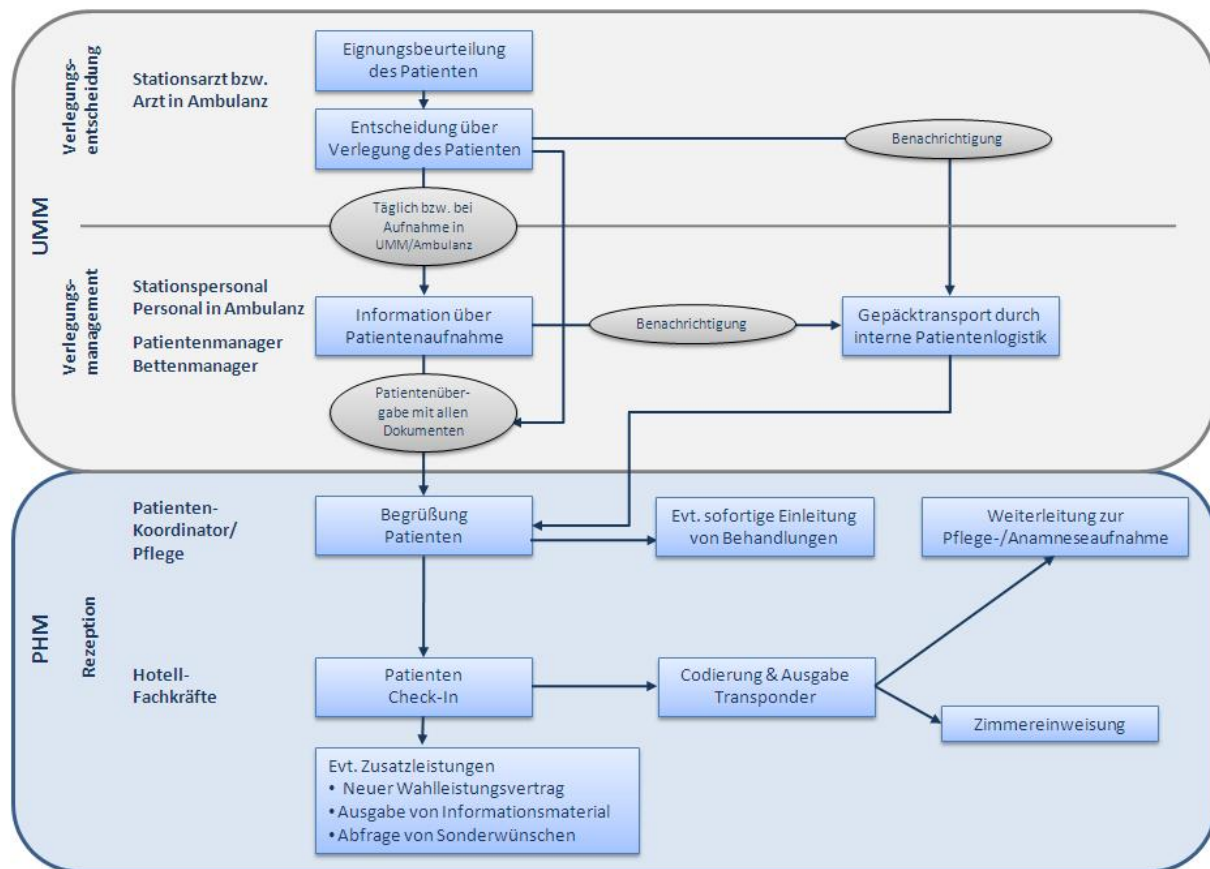 UMM
Verlegungs-
entscheidung
Stationsarzt bzw.
Arzt in Ambulanz
Eignungsbeurteilung
des Patienten
Entscheidung über
Verlegung des Patienten
Benachrichtigung
Täglich bzw. bei
Aufnahme in
UMM/Ambulanz
Verlegungs-
management
Stationspersonal
Personal in Ambulanz
Patientenmanager
Bettenmanager
Information über
Patientenaufnahme
Benachrichtigung
Gepäcktransport durch
interne Patientenlogistik
Patientenüber-
gabe mit allen
Dokumenten
PHM
Rezeption
Patienten-
Koordinator/
Pflege
Begrüßung
Patienten
Evt. sofortige Einleitung
von Behandlungen
Weiterleitung zur
Pflege-/Anamneseaufnahme
Hotell-
Fachkräfte
Patienten
Check-In
Codierung & Ausgabe
Transponder
Zimmereinweisung
Evt. Zusatzleistungen
• Neuer Wahlleistungsvertrag
•Ausgabe von Informationsmaterial
•Abfrage von Sonderwünschen